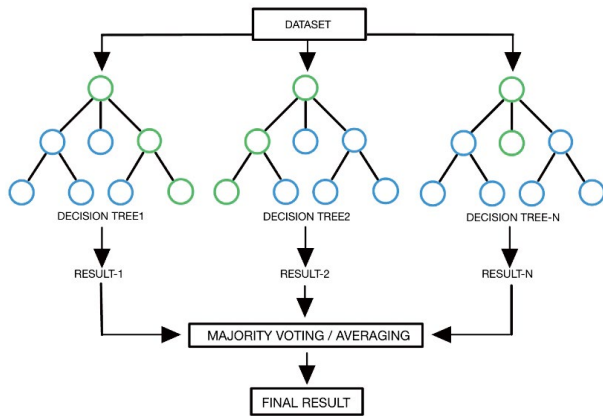 DATASET
DECISION TREE1
DECISION TREE2
DECISION TREE-N
RESULT-1
RESULT-2
RESULT-N
MAJORITY VOTING / AVERAGING
FINAL RESULT